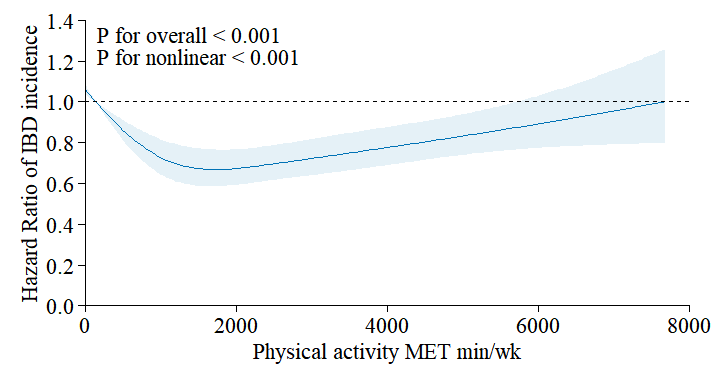 P for overall < 0.001
P for nonlinear < 0.001
Hazard Ratio of IBD incidence
1.4
1.2
1.0
0.8
0.6
0.4
0.2
0.0
0 2000 4000 6000 8000
Physical activity MET min/wk